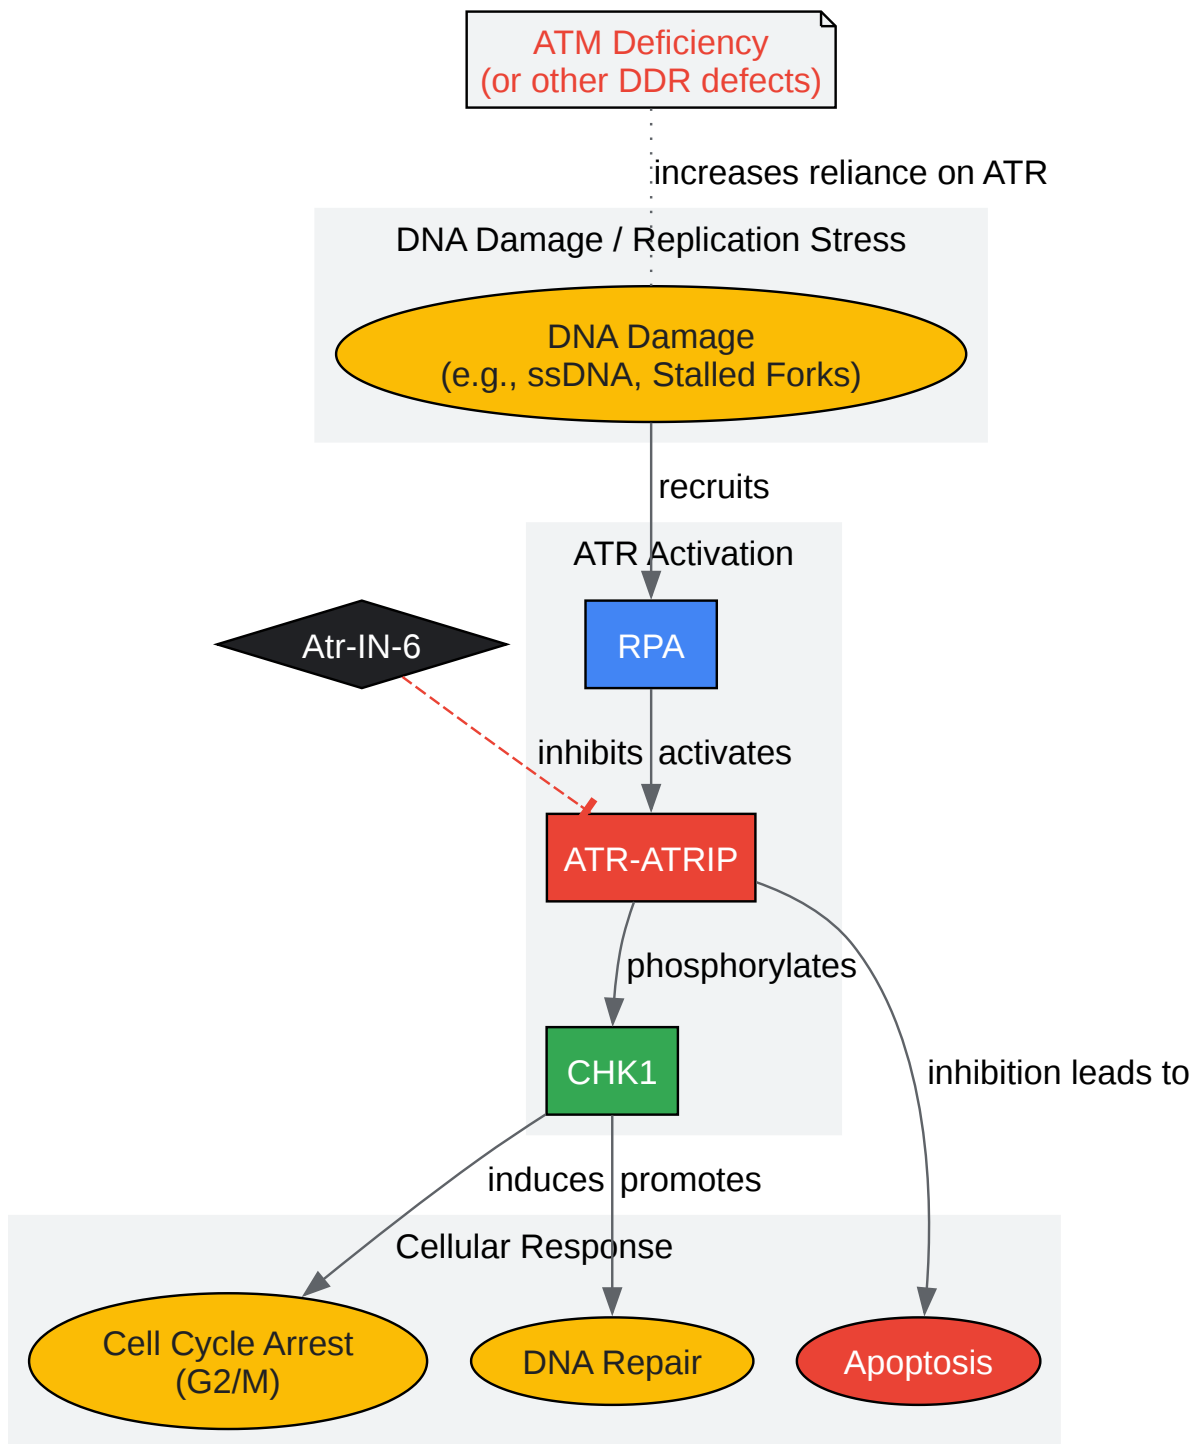 ATM Deficiency
(or other DDR defects)
increases reliance on ATR
DNA Damage / Replication Stress
DNA Damage
(e.g., ssDNA, Stalled Forks)
recruits
ATR Activation
Atr-IN-6
RPA
inhibits
activates
ATR-ATRIP
phosphorylates
CHK1
inhibition leads to
induces
promotes
Cellular Response
Cell Cycle Arrest
(G2/M)
DNA Repair
Apoptosis